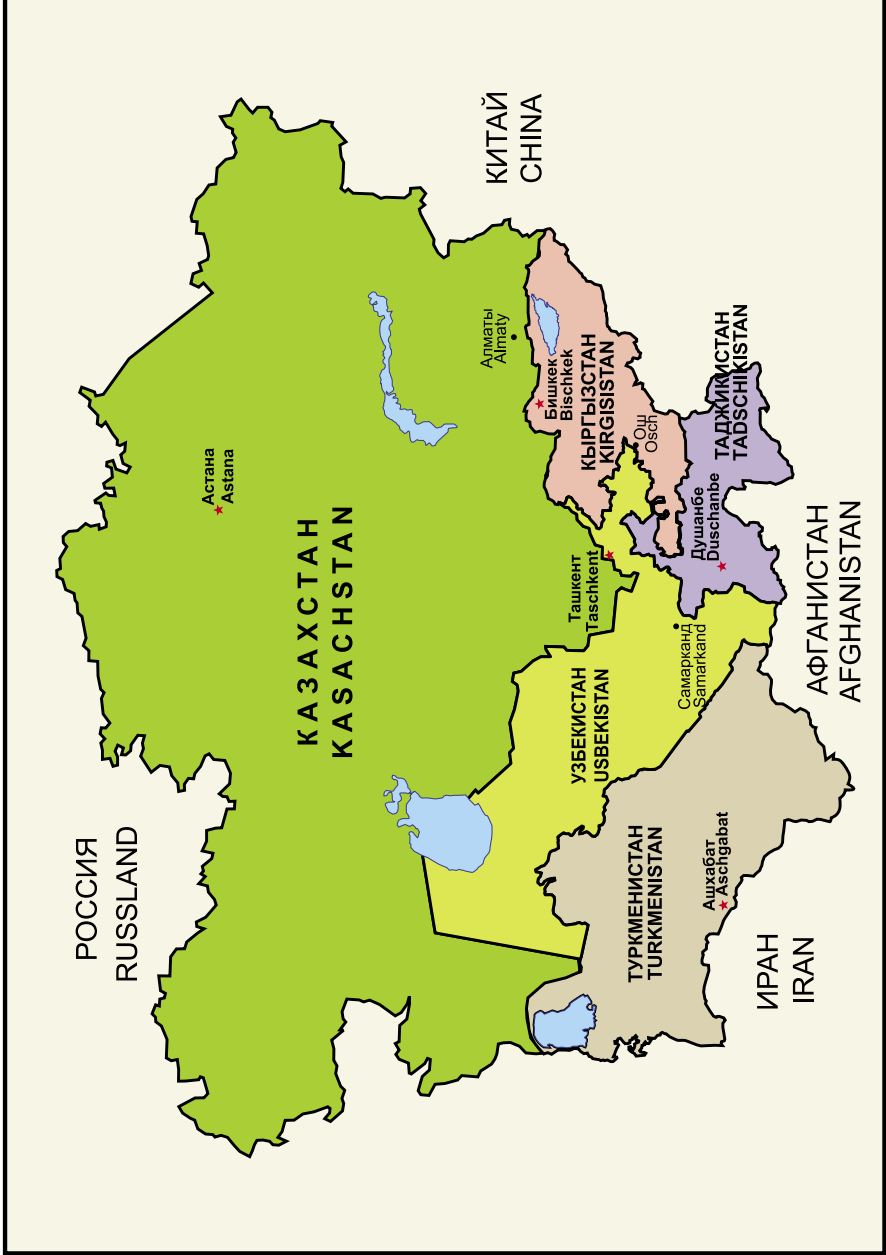 РОССИЯ
RUSSLAND
КИТАЙ
CHINA
Астана
Astana
КАЗАХСТАН
KASACHSTAN
Алматы
Almaty
Бишкек
Bischkek
КЫРГЫЗСТАН
KIRGISISTAN
Ош
Osch
Ташкент
Taschkent
УЗБЕКИСТАН
USBEKISTAN
Самарканд
Samarkand
ТАДЖИКИСТАН
TADSCHIKISTAN
Душанбе
Duschanbe
ТУРКМЕНИСТАН
TURKMENISTAN
Ашхабат
Aschgabat
ИРАН
IRAN
АФГАНИСТАН
AFGHANISTAN